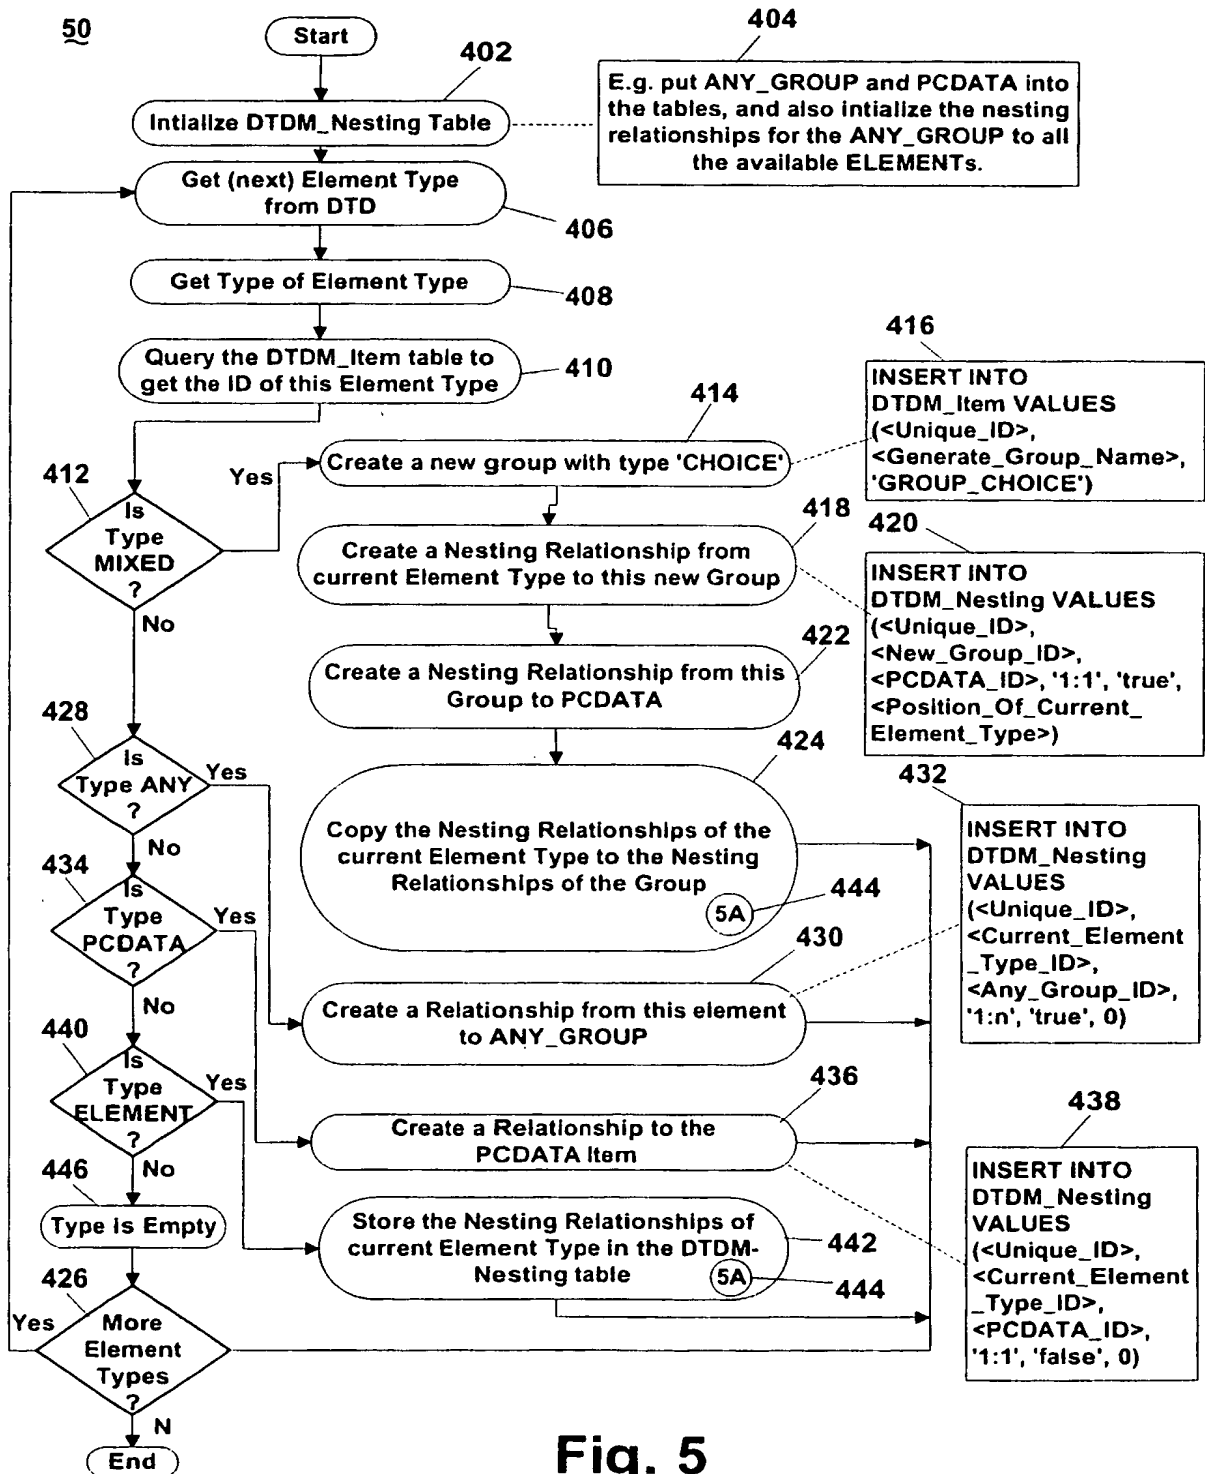 50
Start
402
404
E.g. put ANY_GROUP and PCDATA into
the tables, and also intialize the nesting
relationships for the ANY_GROUP to all
the available ELEMENTs.
Intialize DTDM_Nesting Table
Get (next) Element Type
from DTD
406
Get Type of Element Type
408
Query the DTDM_Item table to
get the ID of this Element Type
410
416
INSERT INTO
DTDM_Item VALUES
(<Unique_ID>,
<Generate_Group_Name>,
'GROUP_CHOICE')
414
Create a new group with type 'CHOICE'
412
Is
Type
MIXED
?
Yes
No
418
Create a Nesting Relationship from
current Element Type to this new Group
420
INSERT INTO
DTDM_Nesting VALUES
(<Unique_ID>,
<New_Group_ID>,
<PCDATA_ID>, '1:1', 'true',
<Position_Of_Current_
Element_Type>)
422
Create a Nesting Relationship from this
Group to PCDATA
428
Is
Type ANY
?
Yes
No
424
Copy the Nesting Relationships of the
current Element Type to the Nesting
Relationships of the Group
5A
444
432
INSERT INTO
DTDM_Nesting
VALUES
(<Unique_ID>,
<Current_Element
_Type_ID>,
<Any_Group_ID>,
'1:n', 'true', 0)
434
Is
Type
PCDATA
?
Yes
No
430
Create a Relationship from this element
to ANY_GROUP
440
Is
Type
ELEMENT
?
Yes
No
436
Create a Relationship to the
PCDATA Item
438
INSERT INTO
DTDM_Nesting
VALUES
(<Unique_ID>,
<Current_Element
_Type_ID>,
<PCDATA_ID>,
'1:1', 'false', 0)
446
Type is Empty
Store the Nesting Relationships of
current Element Type in the DTDM-
Nesting table
5A
442
444
426
Yes
More
Element
Types
?
N
End
Fig. 5